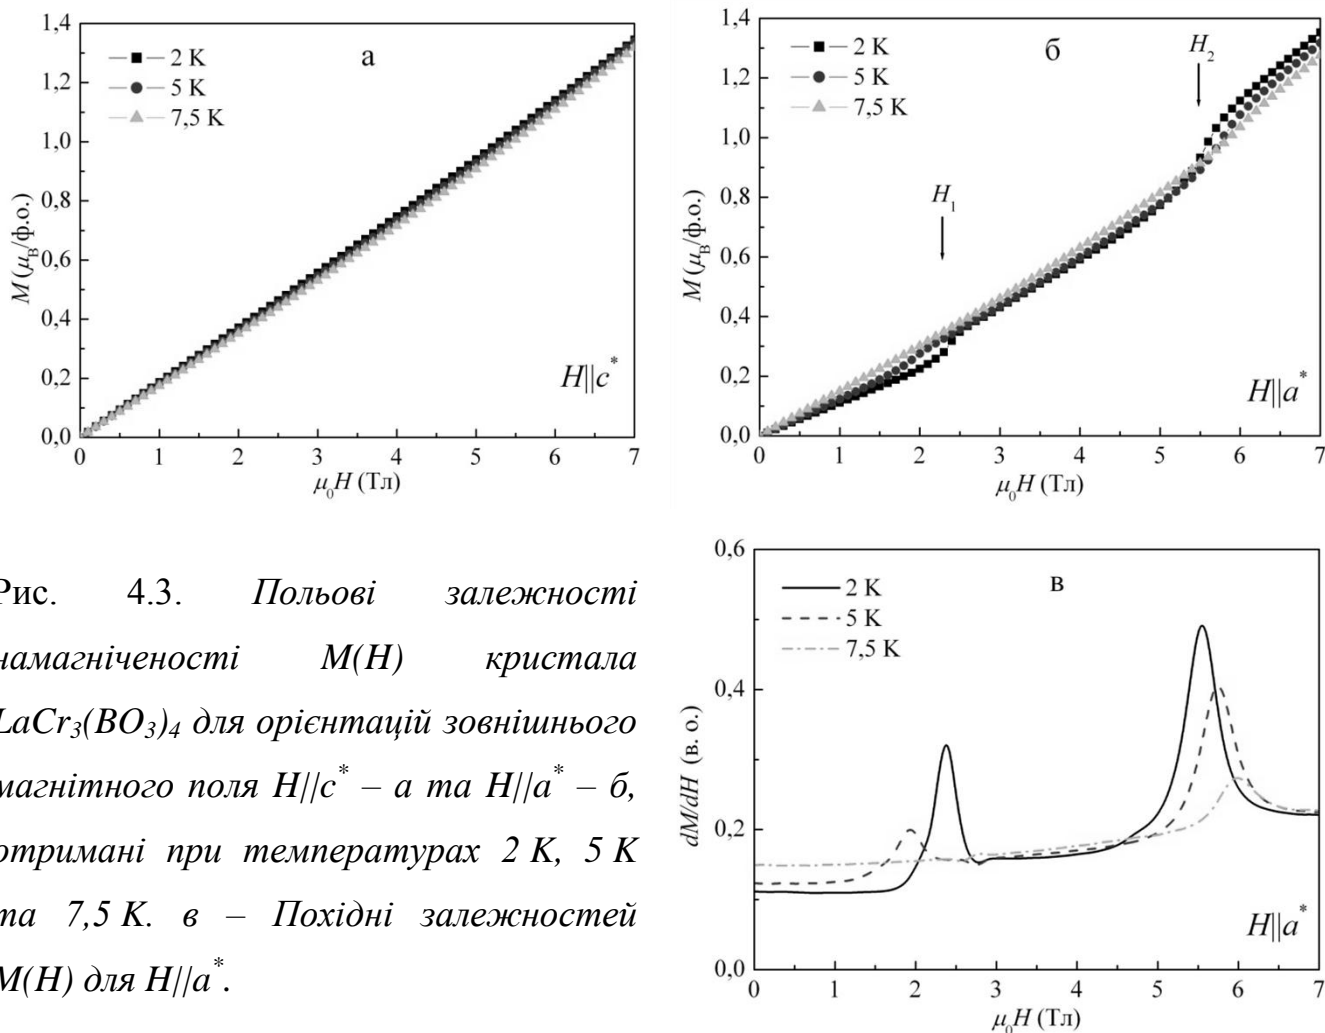 1,4
1,2
1,0
0,8
0,6
0,4
0,2
0,0
M (μB/ф.о.)
2 K
5 K
7,5 K
а
H||c*
0 1 2 3 4 5 6 7
μ0H (Тл)
1,4
1,2
1,0
0,8
0,6
1,4
0,2
0,0
M (μB/ф.о.)
2 K
5 K
7,5 K
б
H1
H2
H||a*
0 1 2 3 4 5 6 7
μ0H (Тл)
Рис. 4.3. Польові залежності
намагніченості M(H) кристала
LaCr3(BO3)4 для орієнтацій зовнішнього
магнітного поля H//c* – а та H//a* – б,
отримані при температурах 2 K, 5 K
та 7,5 K. в – Похідні залежностей
M(H) для H//a*.
0,6
0,4
0,2
0,0
dM/dH (в. о.)
2 K
5 K
7,5 K
в
H||a*
0 1 2 3 4 5 6 7
μ0H (Тл)